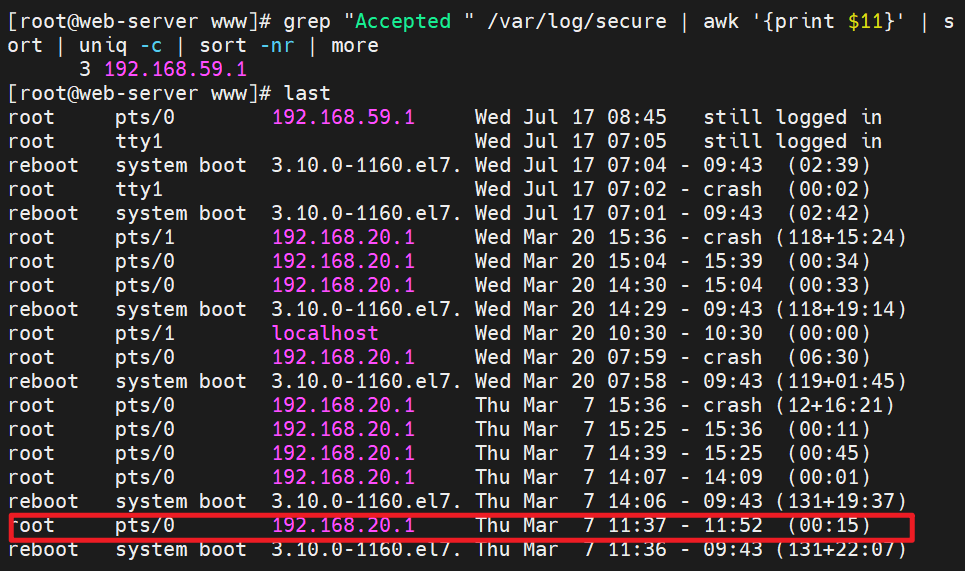 [root@web-server www]# grep "Accepted " /var/log/secure | awk '{print $11}' | s
ort | uniq -c | sort -nr | more
      3 192.168.59.1
[root@web-server www]# last
root     pts/0        192.168.59.1     Wed Jul 17 08:45   still logged in
root     tty1                          Wed Jul 17 07:05   still logged in
reboot   system boot  3.10.0-1160.el7. Wed Jul 17 07:04 - 09:43  (02:39)
root     tty1                          Wed Jul 17 07:02 - crash  (00:02)
reboot   system boot  3.10.0-1160.el7. Wed Jul 17 07:01 - 09:43  (02:42)
root     pts/1        192.168.20.1     Wed Mar 20 15:36 - crash (118+15:24)
root     pts/0        192.168.20.1     Wed Mar 20 15:04 - 15:39  (00:34)
root     pts/0        192.168.20.1     Wed Mar 20 14:30 - 15:04  (00:33)
reboot   system boot  3.10.0-1160.el7. Wed Mar 20 14:29 - 09:43 (118+19:14)
root     pts/1        localhost        Wed Mar 20 10:30 - 10:30  (00:00)
root     pts/0        192.168.20.1     Wed Mar 20 07:59 - crash  (06:30)
reboot   system boot  3.10.0-1160.el7. Wed Mar 20 07:58 - 09:43 (119+01:45)
root     pts/0        192.168.20.1     Thu Mar  7 15:36 - crash (12+16:21)
root     pts/0        192.168.20.1     Thu Mar  7 15:25 - 15:36  (00:11)
root     pts/0        192.168.20.1     Thu Mar  7 14:39 - 15:25  (00:45)
root     pts/0        192.168.20.1     Thu Mar  7 14:07 - 14:09  (00:01)
reboot   system boot  3.10.0-1160.el7. Thu Mar  7 14:06 - 09:43 (131+19:37)
root     pts/0        192.168.20.1     Thu Mar  7 11:37 - 11:52  (00:15)
reboot   system boot  3.10.0-1160.el7. Thu Mar  7 11:36 - 09:43 (131+22:07)